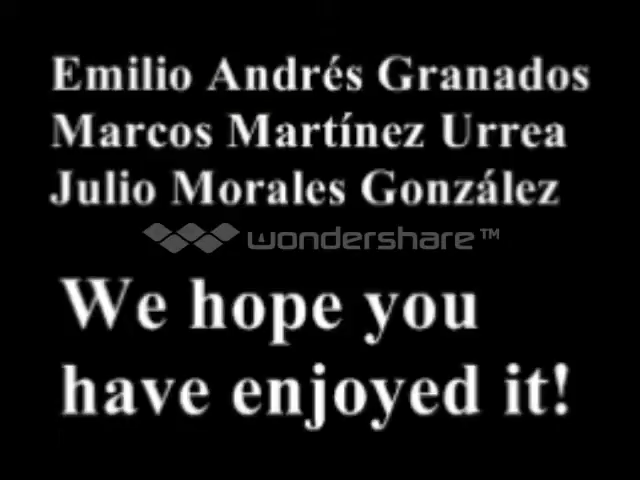 Emilio Andrés Granados
Marcos Martínez Urrea
Julio Morales González
wondershare™
We hope you
have enjoyed it!